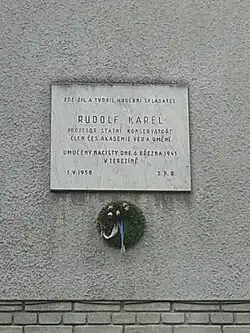 ZDE ŽIL A TVOŘIL HUDEBNÍ SKLADATEL
RUDOLF KAREL
PROFESOR STÁTNÍ KONSERVATOŘE
ČLEN ČES. AKADEMIE VĚD A UMĚNÍ
UMUČENÝ NACISTY DNE 6. BŘEZNA 1945
V TEREZÍNĚ
5. V. 1958 S. P. B.